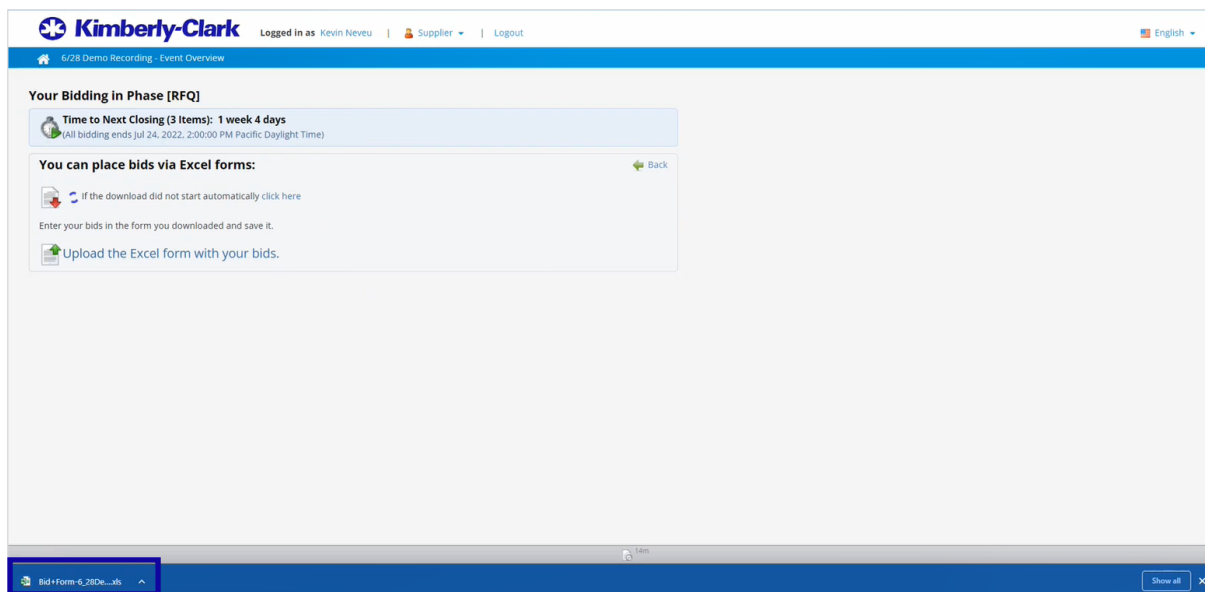 Kimberly-Clark Logged in as Kevin Neveu | Supplier | Logout English
6/28 Demo Recording - Event Overview
Your Bidding in Phase [RFQ]
Time to Next Closing (3 Items): 1 week 4 days
(All bidding ends Jul 24, 2022, 2:00:00 PM Pacific Daylight Time)
You can place bids via Excel forms: Back
If the download did not start automatically click here
Enter your bids in the form you downloaded and save it.
Upload the Excel form with your bids.
14m
Bid+Form-6_28De....xls Show all